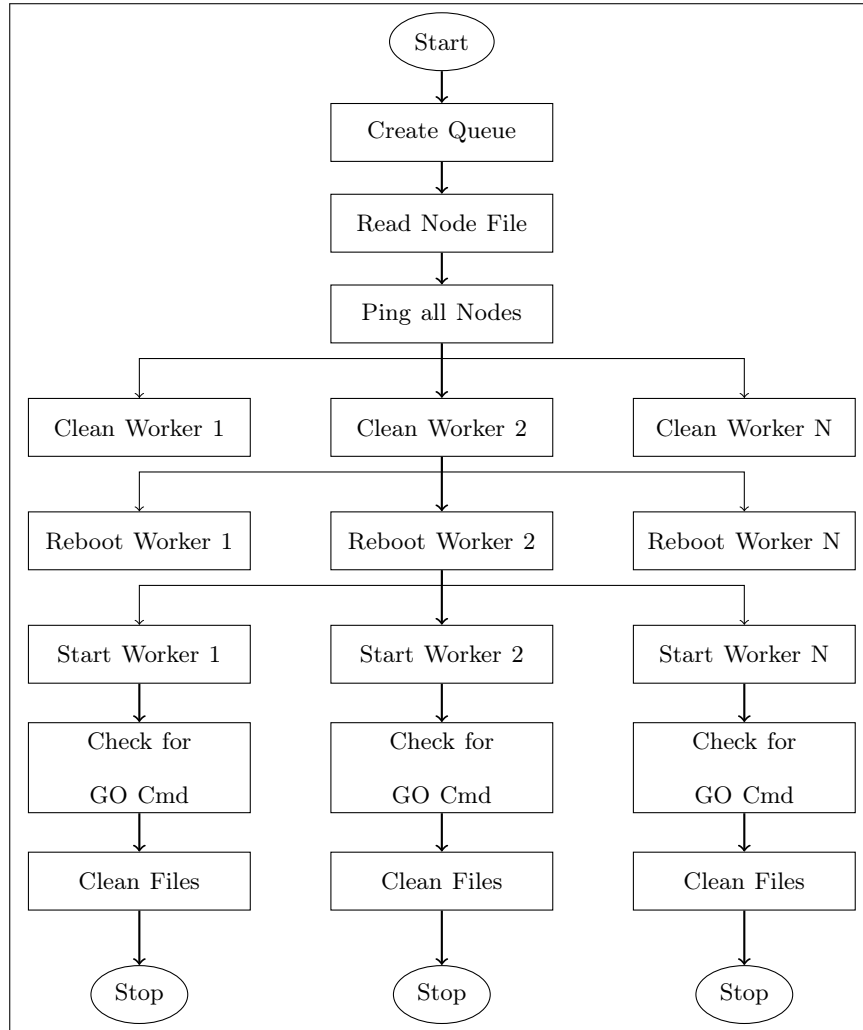 Start
Create Queue
Read Node File
Ping all Nodes
Clean Worker 1
Clean Worker 2
Clean Worker N
Reboot Worker 1
Reboot Worker 2
Reboot Worker N
Start Worker 1
Start Worker 2
Start Worker N
Check for
GO Cmd
Check for
GO Cmd
Check for
GO Cmd
Clean Files
Clean Files
Clean Files
Stop
Stop
Stop